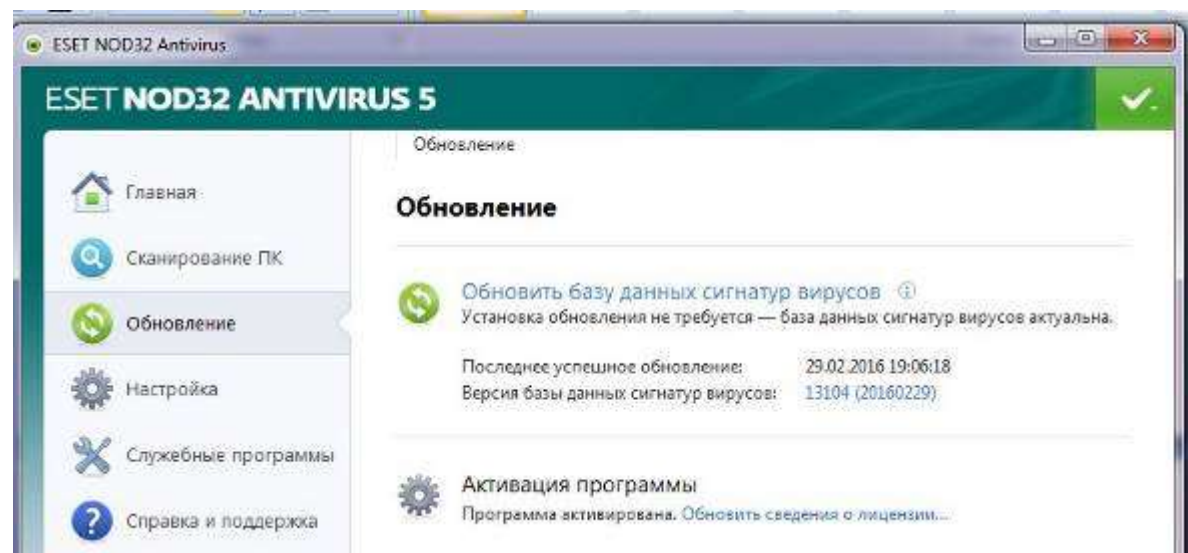 ESET NOD32 Antivirus
ESET NOD32 ANTIVIRUS 5
Обновление
Главная
Обновление
Сканирование ПК
Обновить базу данных сигнатур вирусов
Обновление
Установка обновления не требуется — база данных сигнатур вирусов актуальна.
Последнее успешное обновление: 29.02.2016 19:06:18
Настройка
Версия базы данных сигнатур вирусов: 13104 (20160229)
Служебные программы
Активация программы
Справка и поддержка
Программа активирована. Обновить сведения о лицензии...